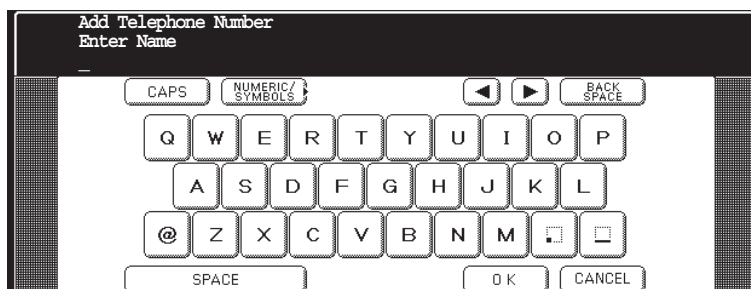 Add Telephone Number
Enter Name
_
CAPS NUMERIC/SYMBOLS ◀ ▶ BACK SPACE
Q W E R T Y U I O P
A S D F G H J K L
@ Z X C V B N M . _
SPACE OK CANCEL